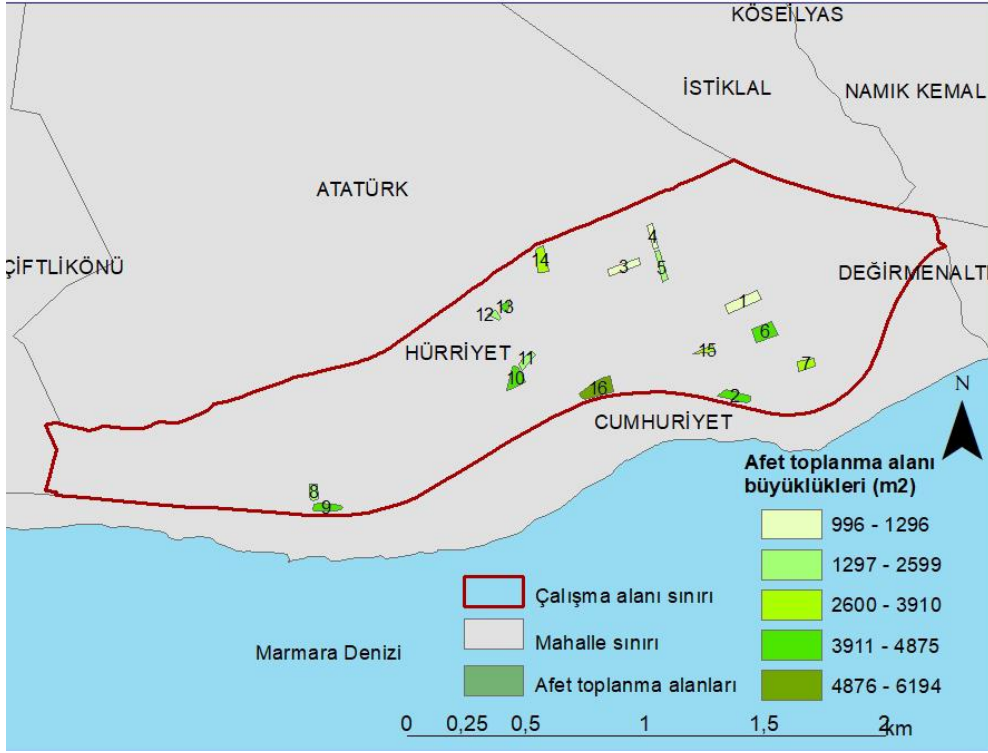 KÖSEİLYAS
İSTİKLAL
NAMIK KEMAL
ATATÜRK
4
14
3
5
ÇİFTLİKÖNÜ
DEĞİRMENALTI
1
13
12
6
HÜRRİYET
11
15
7
10
16
2
N
CUMHURİYET
8
9
Afet toplanma alanı
büyüklükleri (m2)
996 - 1296
1297 - 2599
2600 - 3910
3911 - 4875
4876 - 6194
Çalışma alanı sınırı
Mahalle sınırı
Afet toplanma alanları
Marmara Denizi
0 0,25 0,5 1 1,5 2 km